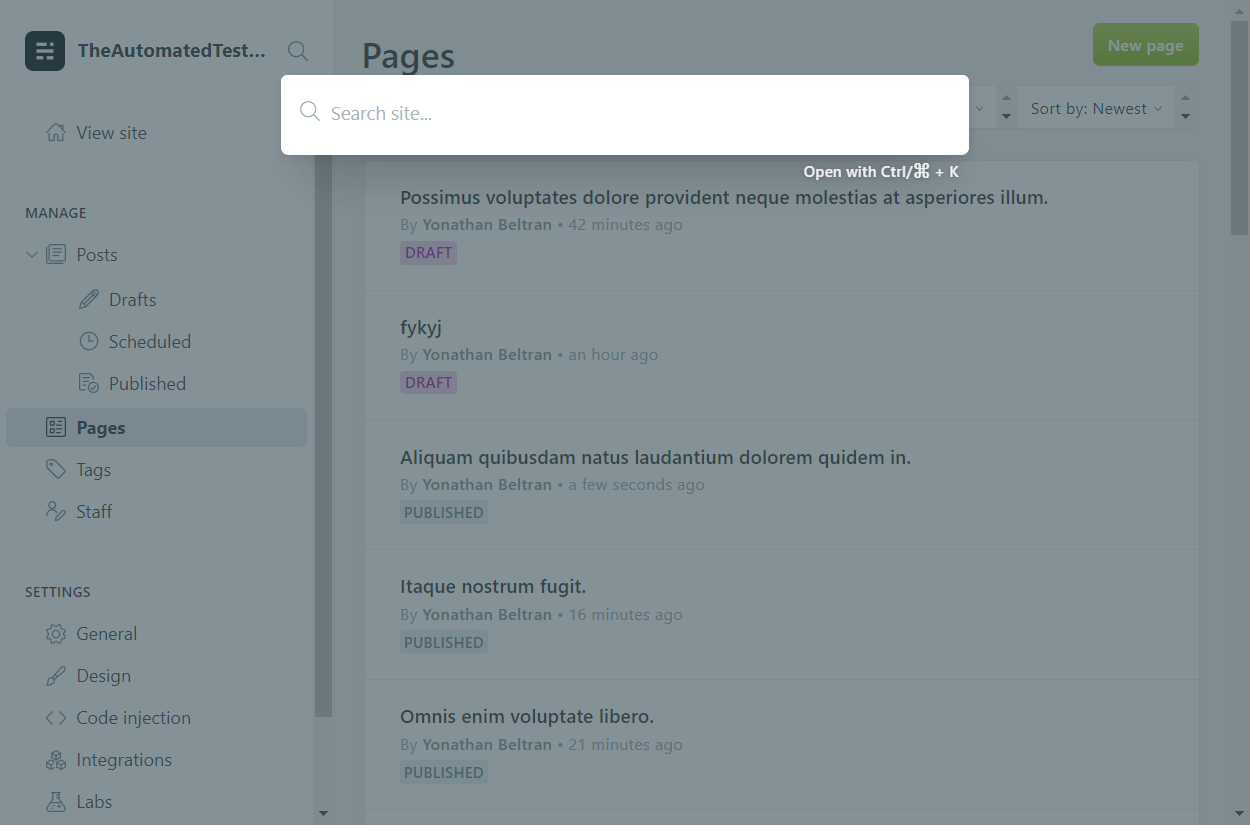 TheAutomatedTest...
View site
MANAGE
Posts
Drafts
Scheduled
Published
Pages
Tags
Staff
SETTINGS
General
Design
Code injection
Integrations
Labs
Pages
New page
Search site...
Sort by: Newest
Open with Ctrl/⌘ + K
Possimus voluptates dolore provident neque molestias at asperiores illum.
By Yonathan Beltran • 42 minutes ago
DRAFT
fykyj
By Yonathan Beltran • an hour ago
DRAFT
Aliquam quibusdam natus laudantium dolorem quidem in.
By Yonathan Beltran • a few seconds ago
PUBLISHED
Itaque nostrum fugit.
By Yonathan Beltran • 16 minutes ago
PUBLISHED
Omnis enim voluptate libero.
By Yonathan Beltran • 21 minutes ago
PUBLISHED